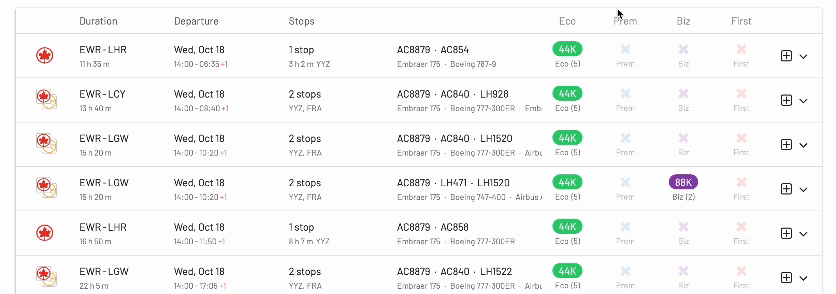 Duration Departure Stops Eco Prem Biz First
EWR - LHR Wed, Oct 18 1 stop AC8879 · AC854 44K
11 h 35 m 14:00 - 06:35 +1 3 h 2 m YYZ Embraer 175 · Boeing 787-9 Eco (5) Prem Biz First
EWR - LCY Wed, Oct 18 2 stops AC8879 · AC840 · LH928 44K
13 h 40 m 14:00 - 08:40 +1 YYZ, FRA Embraer 175 · Boeing 777-300ER · Emb Eco (5) Prem Biz First
EWR - LGW Wed, Oct 18 2 stops AC8879 · AC840 · LH1520 44K
15 h 20 m 14:00 - 10:20 +1 YYZ, FRA Embraer 175 · Boeing 777-300ER · Airbu Eco (5) Prem Biz First
EWR - LGW Wed, Oct 18 2 stops AC8879 · LH471 · LH1520 44K 88K
15 h 20 m 14:00 - 10:20 +1 YYZ, FRA Embraer 175 · Boeing 747-400 · Airbus Eco (5) Prem Biz (2) First
EWR - LHR Wed, Oct 18 1 stop AC8879 · AC858 44K
16 h 50 m 14:00 - 11:50 +1 8 h 7 m YYZ Embraer 175 · Boeing 777-300ER Eco (5) Prem Biz First
EWR - LGW Wed, Oct 18 2 stops AC8879 · AC840 · LH1522 44K
22 h 5 m 14:00 - 17:05 +1 YYZ, FRA Embraer 175 · Boeing 777-300ER · Airbu Eco (5) Prem Biz First